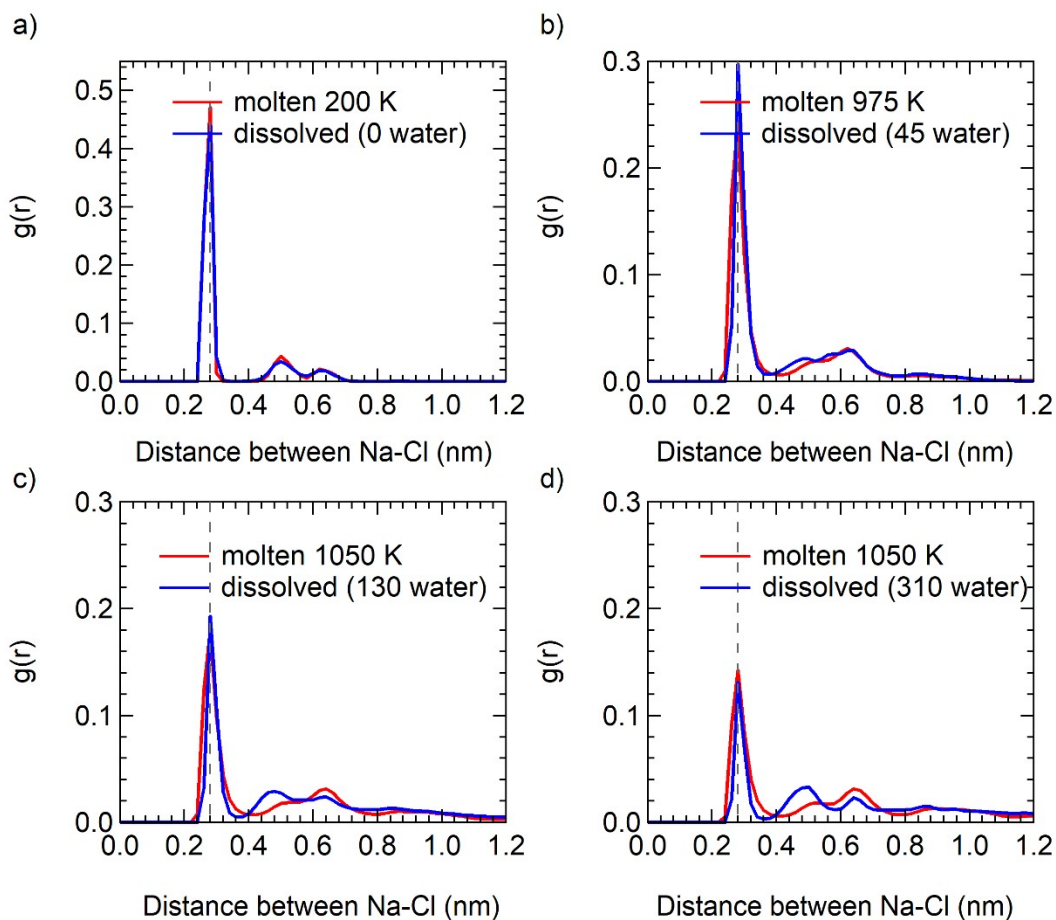 a)
0.5
0.4
0.3
0.2
0.1
0.0
g(r)
molten 200 K
dissolved (0 water)
0.0 0.2 0.4 0.6 0.8 1.0 1.2
Distance between Na-Cl (nm)
b)
0.3
0.2
0.1
0.0
g(r)
molten 975 K
dissolved (45 water)
0.0 0.2 0.4 0.6 0.8 1.0 1.2
Distance between Na-Cl (nm)
c)
0.3
0.2
0.1
0.0
g(r)
molten 1050 K
dissolved (130 water)
0.0 0.2 0.4 0.6 0.8 1.0 1.2
Distance between Na-Cl (nm)
d)
0.3
0.2
0.1
0.0
g(r)
molten 1050 K
dissolved (310 water)
0.0 0.2 0.4 0.6 0.8 1.0 1.2
Distance between Na-Cl (nm)